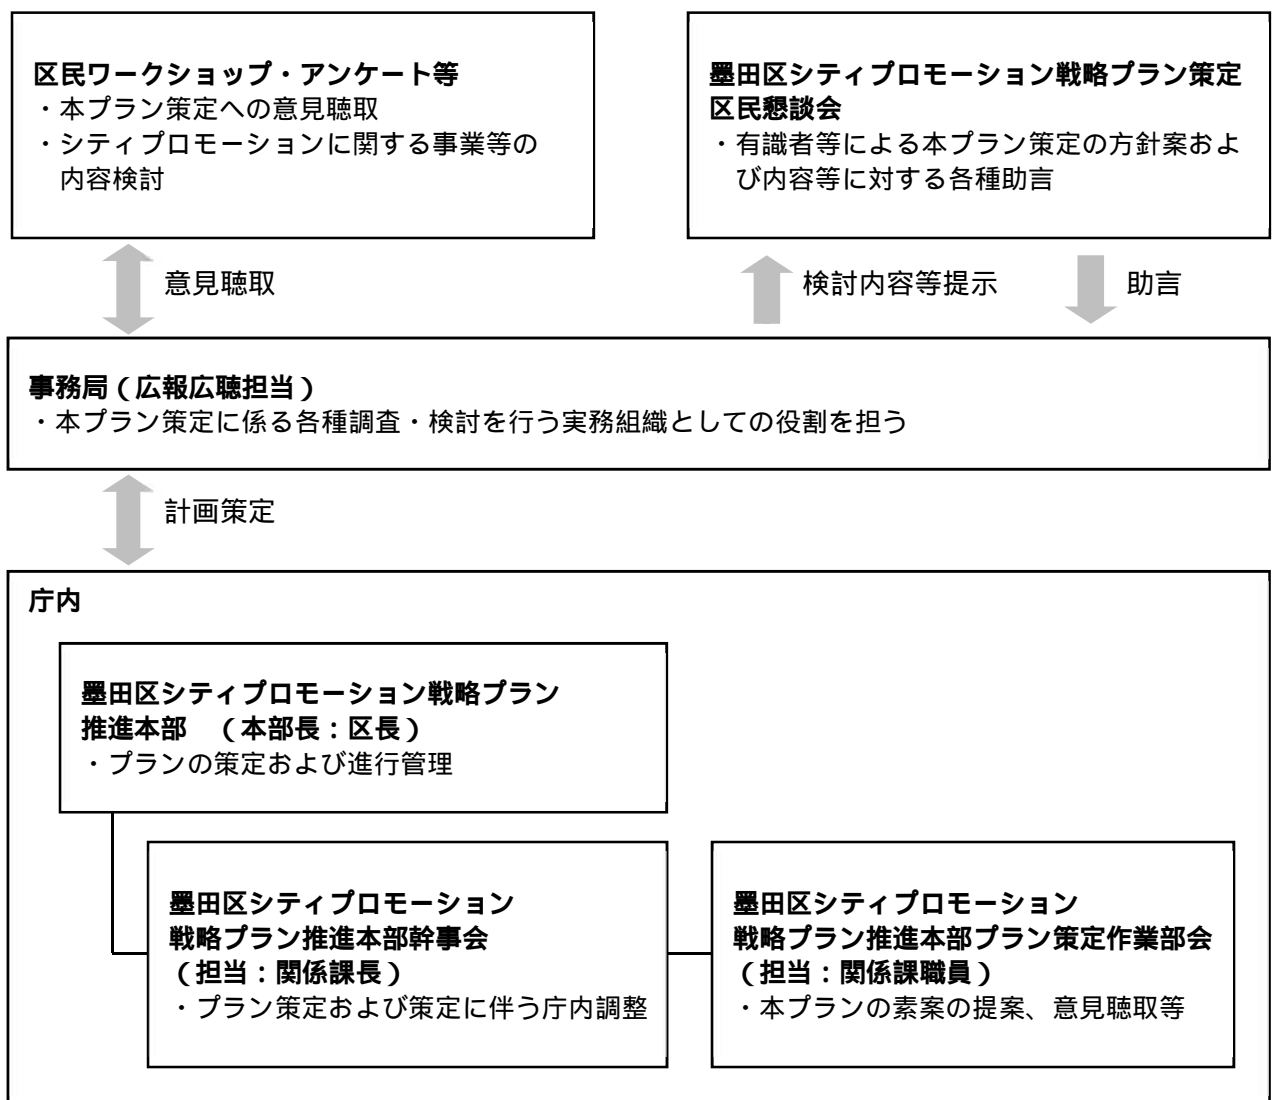 区民ワークショップ・アンケート等
・本プラン策定への意見聴取
・シティプロモーションに関する事業等の
内容検討
墨田区シティプロモーション戦略プラン策定
区民懇談会
・有識者等による本プラン策定の方針案およ
び内容等に対する各種助言
意見聴取
検討内容等提示
助言
事務局（広報広聴担当）
・本プラン策定に係る各種調査・検討を行う実務組織としての役割を担う
計画策定
庁内
墨田区シティプロモーション戦略プラン
推進本部　（本部長：区長）
・プランの策定および進行管理
墨田区シティプロモーション
戦略プラン推進本部幹事会
（担当：関係課長）
・プラン策定および策定に伴う庁内調整
墨田区シティプロモーション
戦略プラン推進本部プラン策定作業部会
（担当：関係課職員）
・本プランの素案の提案、意見聴取等